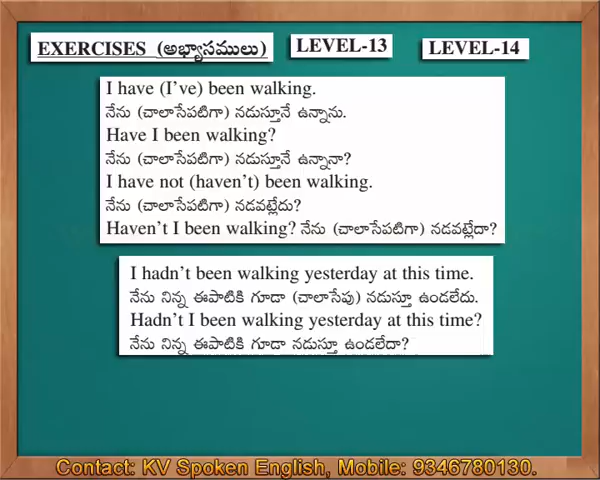 EXERCISES (అభ్యాసములు) LEVEL-13 LEVEL-14
I have (I've) been walking.
నేను (చాలాసేపటిగా) నడుస్తూనే ఉన్నాను.
Have I been walking?
నేను (చాలాసేపటిగా) నడుస్తూనే ఉన్నానా?
I have not (haven't) been walking.
నేను (చాలాసేపటిగా) నడవట్లేదు?
Haven't I been walking? నేను (చాలాసేపటిగా) నడవట్లేదా?
I hadn't been walking yesterday at this time.
నేను నిన్న ఈపాటికి గూడా (చాలాసేపు) నడుస్తూ ఉండలేదు.
Hadn't I been walking yesterday at this time?
నేను నిన్న ఈపాటికి గూడా నడుస్తూ ఉండలేదా?
Contact: KV Spoken English, Mobile: 9346780130.